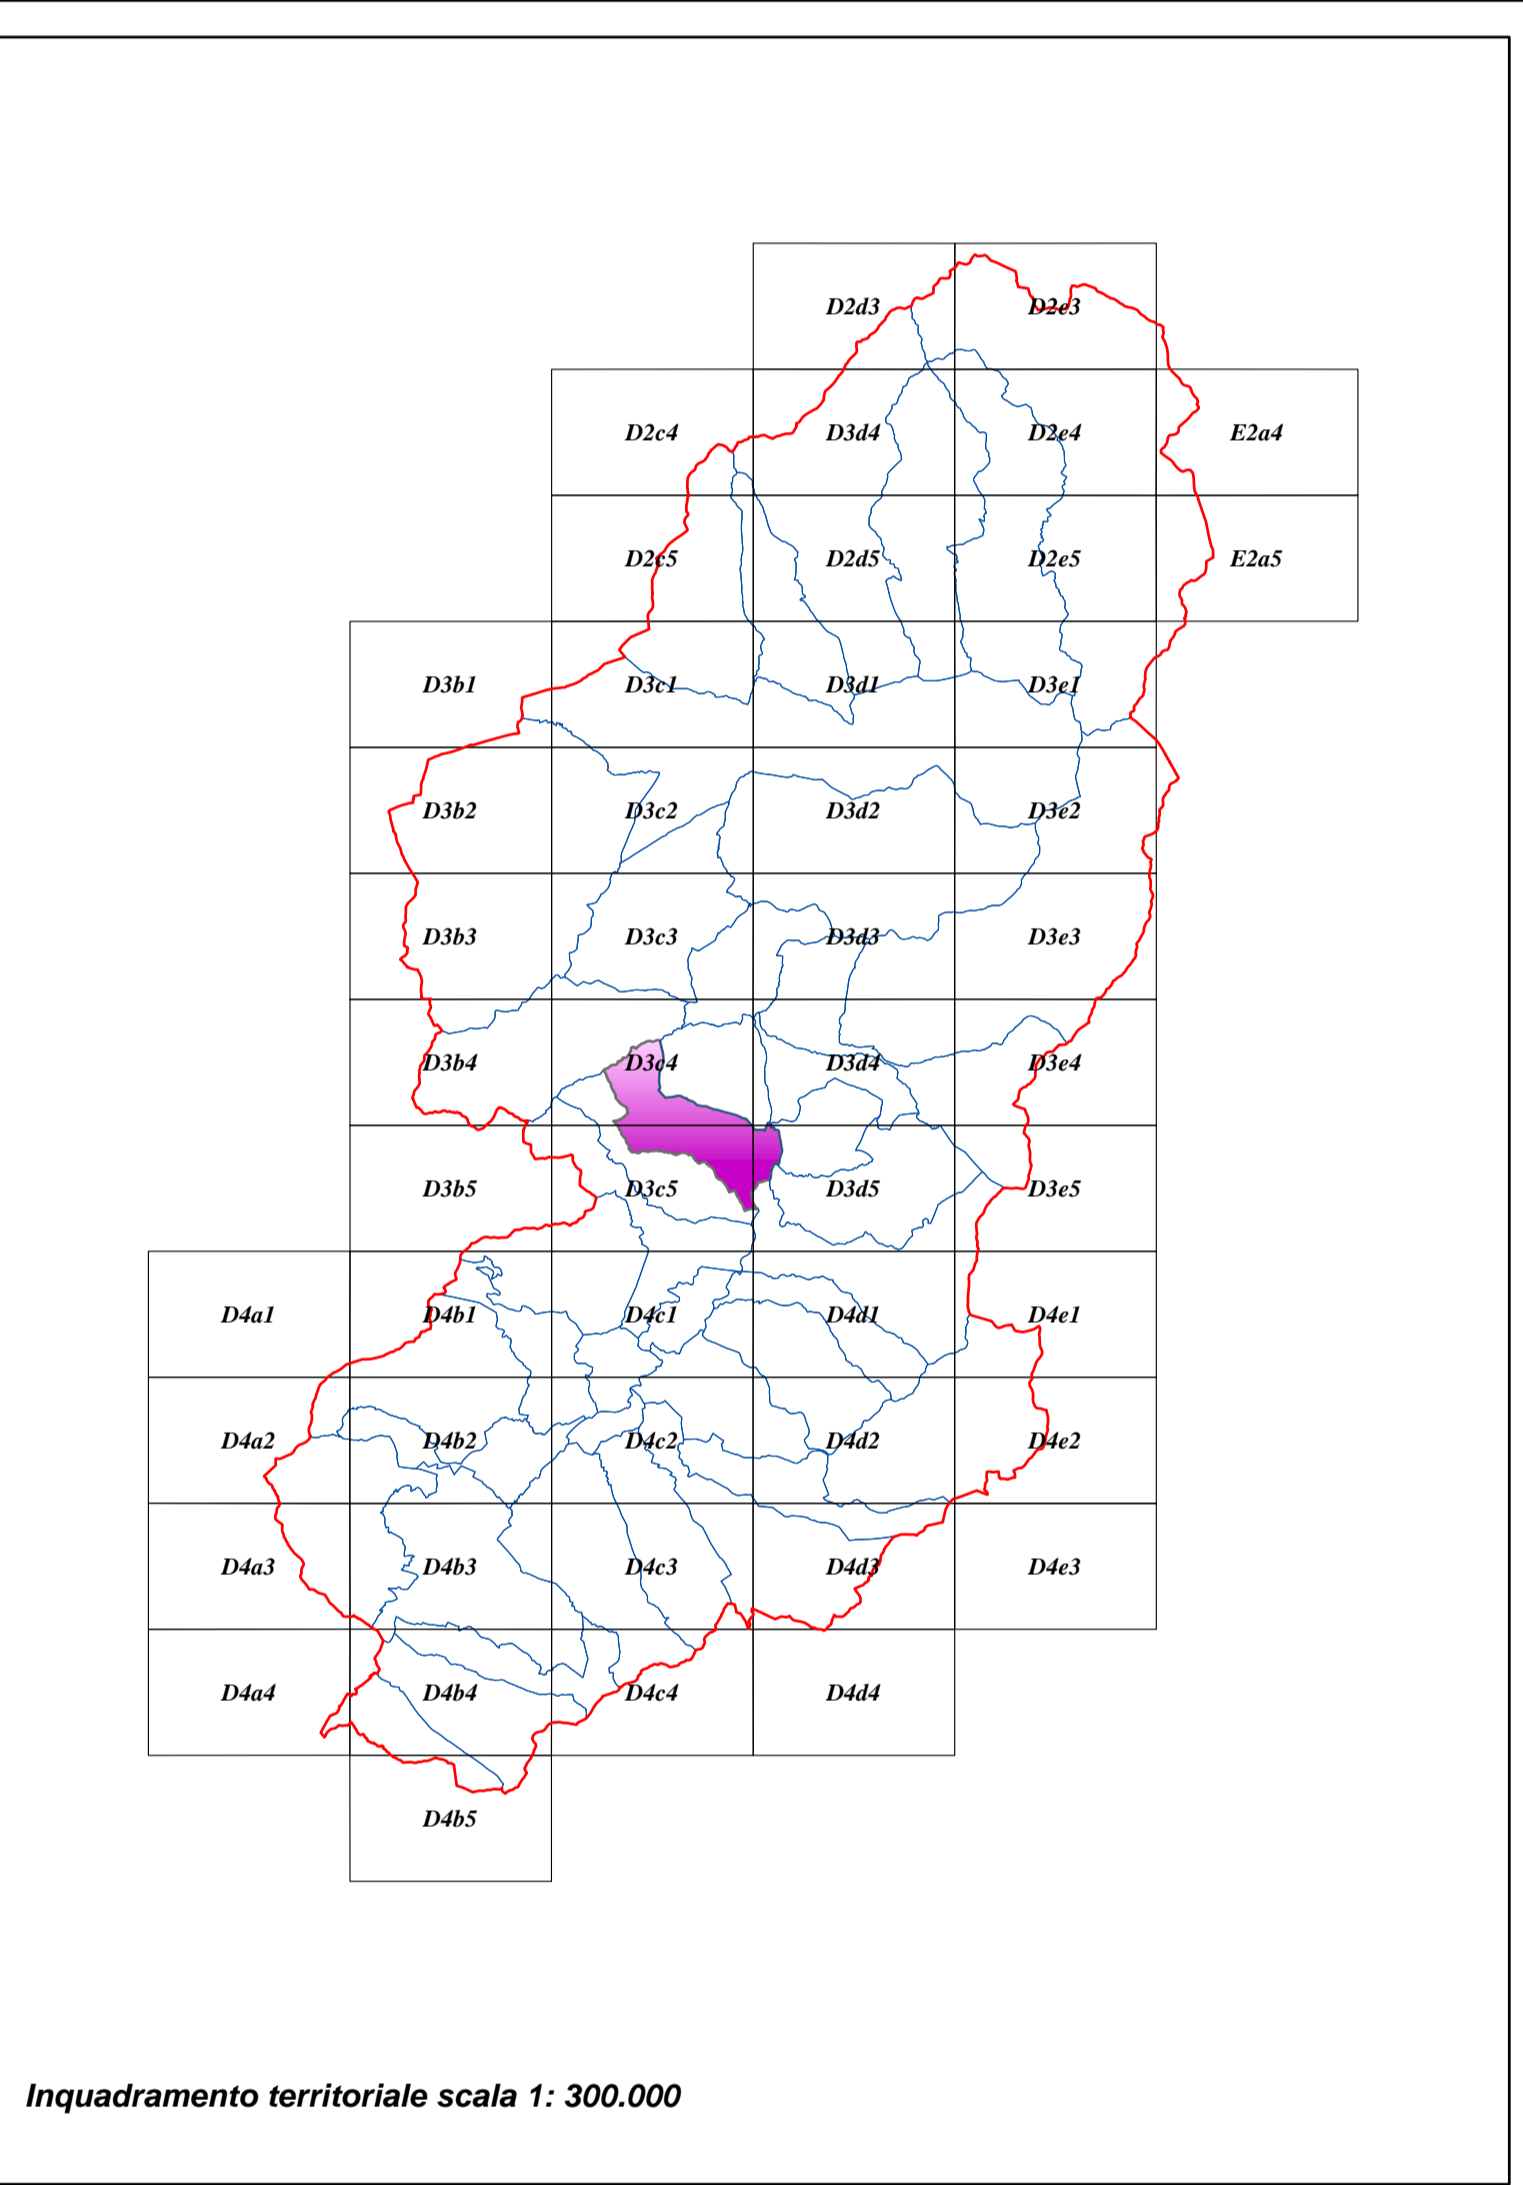 D2d3 D2e3
D2c4 D3d4 D2e4 E2a4
D2c5 D2d5 D2e5 E2a5
D3b1 D3c1 D3d1 D3e1
D3b2 D3c2 D3d2 D3e2
D3b3 D3c3 D3d3 D3e3
D3b4 D3c4 D3d4 D3e4
D3b5 D3c5 D3d5 D3e5
D4a1 D4b1 D4c1 D4d1 D4e1
D4a2 D4b2 D4c2 D4d2 D4e2
D4a3 D4b3 D4c3 D4d3 D4e3
D4a4 D4b4 D4c4 D4d4
D4b5
Inquadramento territoriale scala 1: 300.000